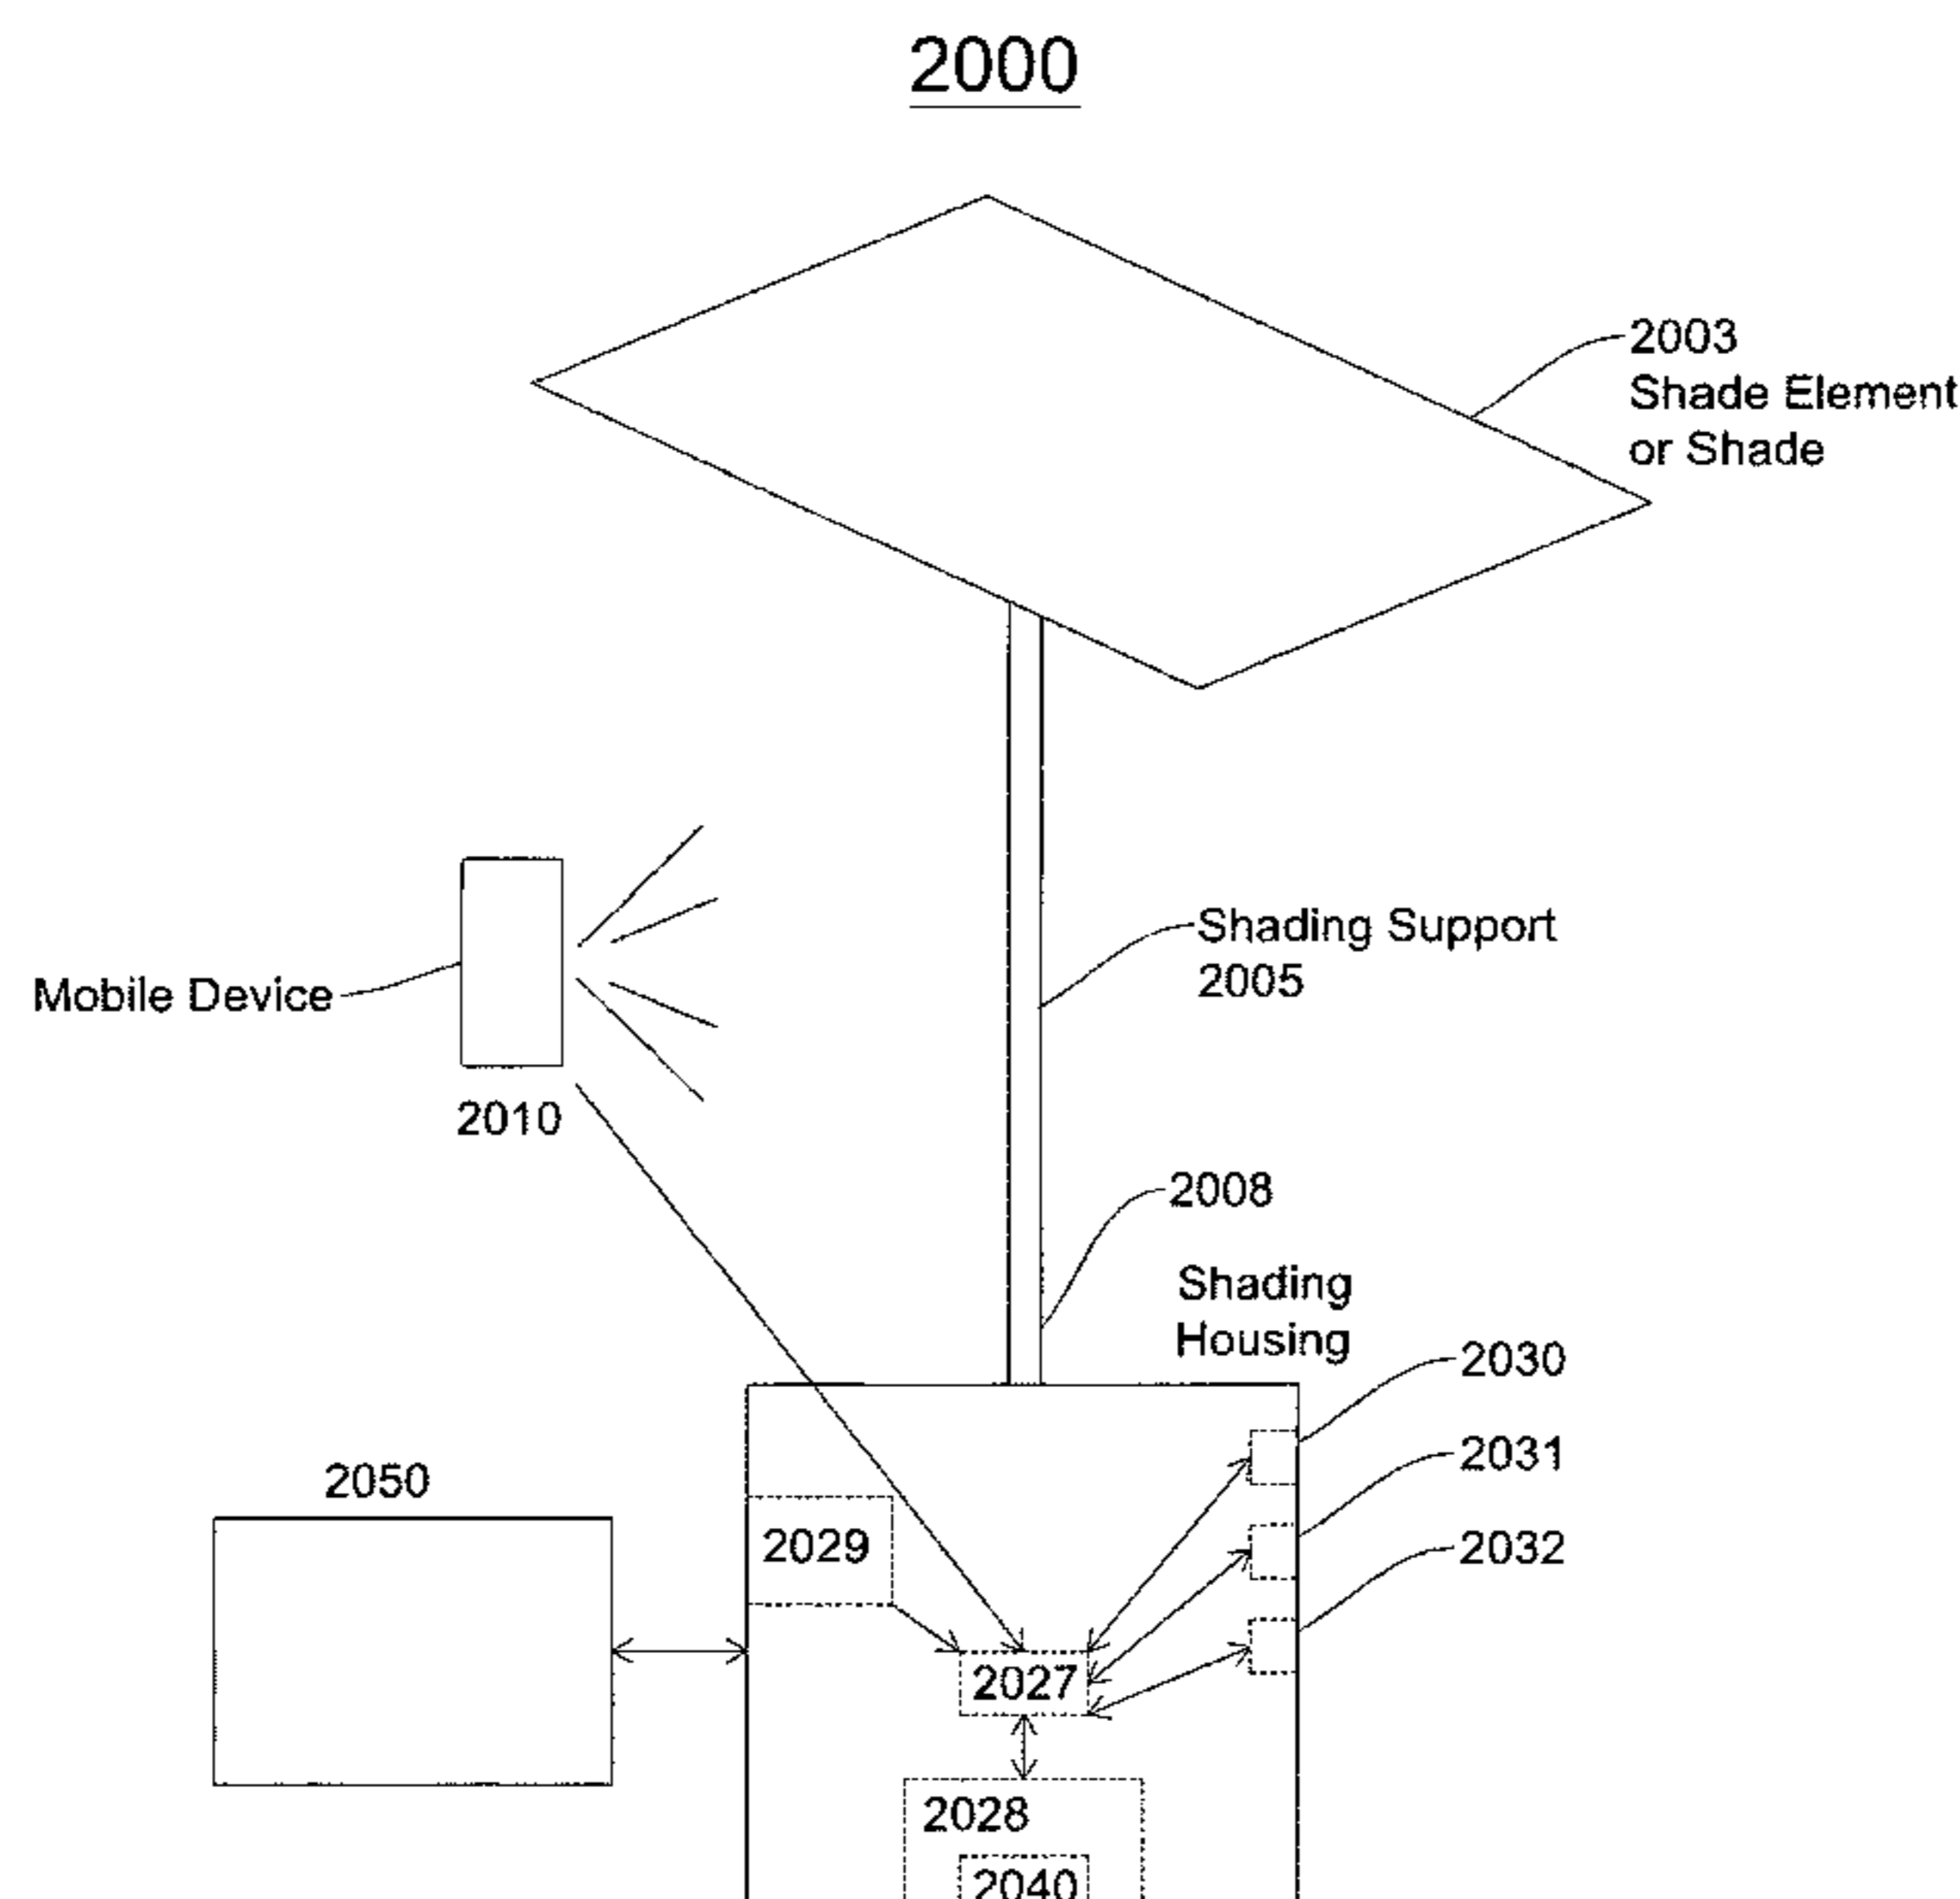 2000
2003
Shade Element
or Shade
Shading Support
2005
Mobile Device
2010
2008
Shading
Housing
2030
2031
2032
2050
2029
2027
2028
2040